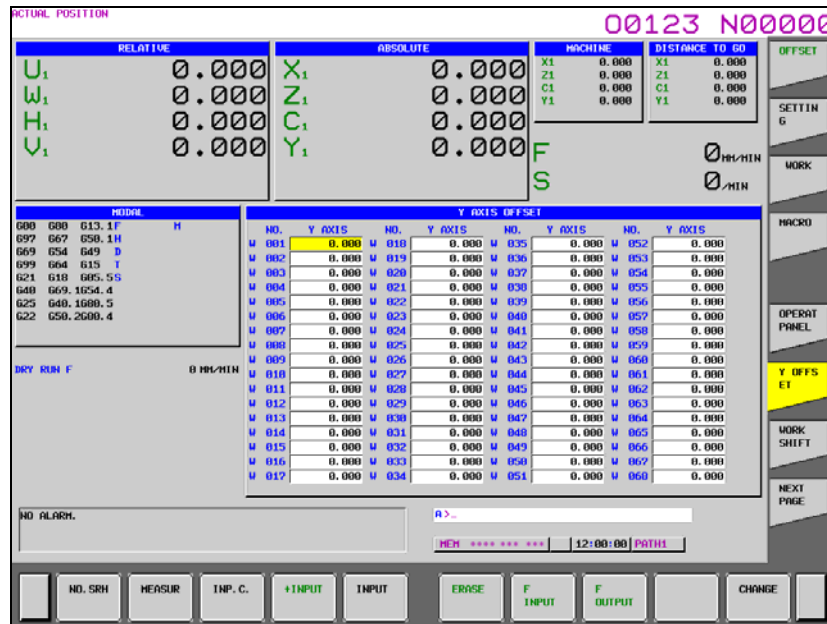 ACTUAL POSITION
O0123 N0000
RELATIVE
U1 0.000
W1 0.000
H1 0.000
V1 0.000
ABSOLUTE
X1 0.000
Z1 0.000
C1 0.000
Y1 0.000
MACHINE
X1 0.000
Z1 0.000
C1 0.000
Y1 0.000
DISTANCE TO GO
X1 0.000
Z1 0.000
C1 0.000
Y1 0.000
F 0 MM/MIN
S 0 /MIN
MODAL
G00 G80 G13.1 F M
G97 G67 G50.1 H
G69 G54 G49 D
G99 G64 G15 T
G21 G18 G05.5 S
G40 G69.1 G54.4
G25 G40.1 G80.5
G22 G50.2 G00.4
DRY RUN F 0 MM/MIN
Y AXIS OFFSET
NO. Y AXIS NO. Y AXIS NO. Y AXIS NO. Y AXIS
W 001 0.000 W 018 0.000 W 035 0.000 W 052 0.000
W 002 0.000 W 019 0.000 W 036 0.000 W 053 0.000
W 003 0.000 W 020 0.000 W 037 0.000 W 054 0.000
W 004 0.000 W 021 0.000 W 038 0.000 W 055 0.000
W 005 0.000 W 022 0.000 W 039 0.000 W 056 0.000
W 006 0.000 W 023 0.000 W 040 0.000 W 057 0.000
W 007 0.000 W 024 0.000 W 041 0.000 W 058 0.000
W 008 0.000 W 025 0.000 W 042 0.000 W 059 0.000
W 009 0.000 W 026 0.000 W 043 0.000 W 060 0.000
W 010 0.000 W 027 0.000 W 044 0.000 W 061 0.000
W 011 0.000 W 028 0.000 W 045 0.000 W 062 0.000
W 012 0.000 W 029 0.000 W 046 0.000 W 063 0.000
W 013 0.000 W 030 0.000 W 047 0.000 W 064 0.000
W 014 0.000 W 031 0.000 W 048 0.000 W 065 0.000
W 015 0.000 W 032 0.000 W 049 0.000 W 066 0.000
W 016 0.000 W 033 0.000 W 050 0.000 W 067 0.000
W 017 0.000 W 034 0.000 W 051 0.000 W 068 0.000
NO ALARM.
A>_
MEM **** *** *** 12:00:00 PATH1
OFFSET
SETTIN
G
WORK
MACRO
OPERAT
PANEL
Y OFFS
ET
WORK
SHIFT
NEXT
PAGE
NO. SRH
MEASUR
INP. C.
+INPUT
INPUT
ERASE
F
INPUT
F
OUTPUT
CHANGE